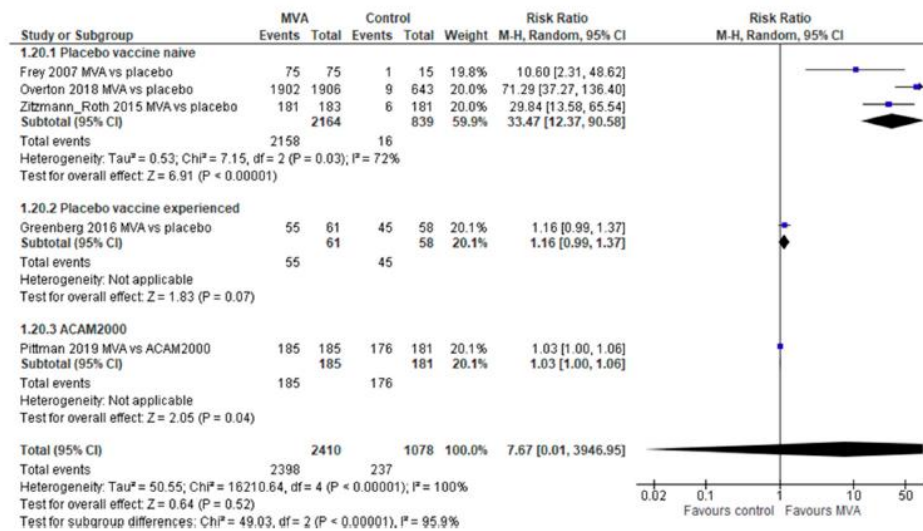 MVA Control Risk Ratio Risk Ratio
Study or Subgroup Events Total Events Total Weight M-H, Random, 95% CI M-H, Random, 95% CI
1.20.1 Placebo vaccine naive
Frey 2007 MVA vs placebo 75 75 1 15 19.8% 10.60 [2.31, 48.62]
Overton 2018 MVA vs placebo 1902 1906 9 643 20.0% 71.29 [37.27, 136.40]
Zitzmann_Roth 2015 MVA vs placebo 181 183 6 181 20.0% 29.84 [13.58, 65.54]
Subtotal (95% CI) 2164 839 59.9% 33.47 [12.37, 90.58]
Total events 2158 16
Heterogeneity: Tau² = 0.53; Chi² = 7.15, df = 2 (P = 0.03); I² = 72%
Test for overall effect: Z = 6.91 (P < 0.00001)
1.20.2 Placebo vaccine experienced
Greenberg 2016 MVA vs placebo 55 61 45 58 20.1% 1.16 [0.99, 1.37]
Subtotal (95% CI) 61 58 20.1% 1.16 [0.99, 1.37]
Total events 55 45
Heterogeneity: Not applicable
Test for overall effect: Z = 1.83 (P = 0.07)
1.20.3 ACAM2000
Pittman 2019 MVA vs ACAM2000 185 185 176 181 20.1% 1.03 [1.00, 1.06]
Subtotal (95% CI) 185 181 20.1% 1.03 [1.00, 1.06]
Total events 185 176
Heterogeneity: Not applicable
Test for overall effect: Z = 2.05 (P = 0.04)
Total (95% CI) 2410 1078 100.0% 7.67 [0.01, 3946.95]
Total events 2398 237
Heterogeneity: Tau² = 50.55; Chi² = 16210.64, df = 4 (P < 0.00001); I² = 100%
Test for overall effect: Z = 0.64 (P = 0.52)
Test for subgroup differences: Chi² = 49.03, df = 2 (P < 0.00001), I² = 95.9%
0.02 0.1 1 10 50
Favours control Favours MVA